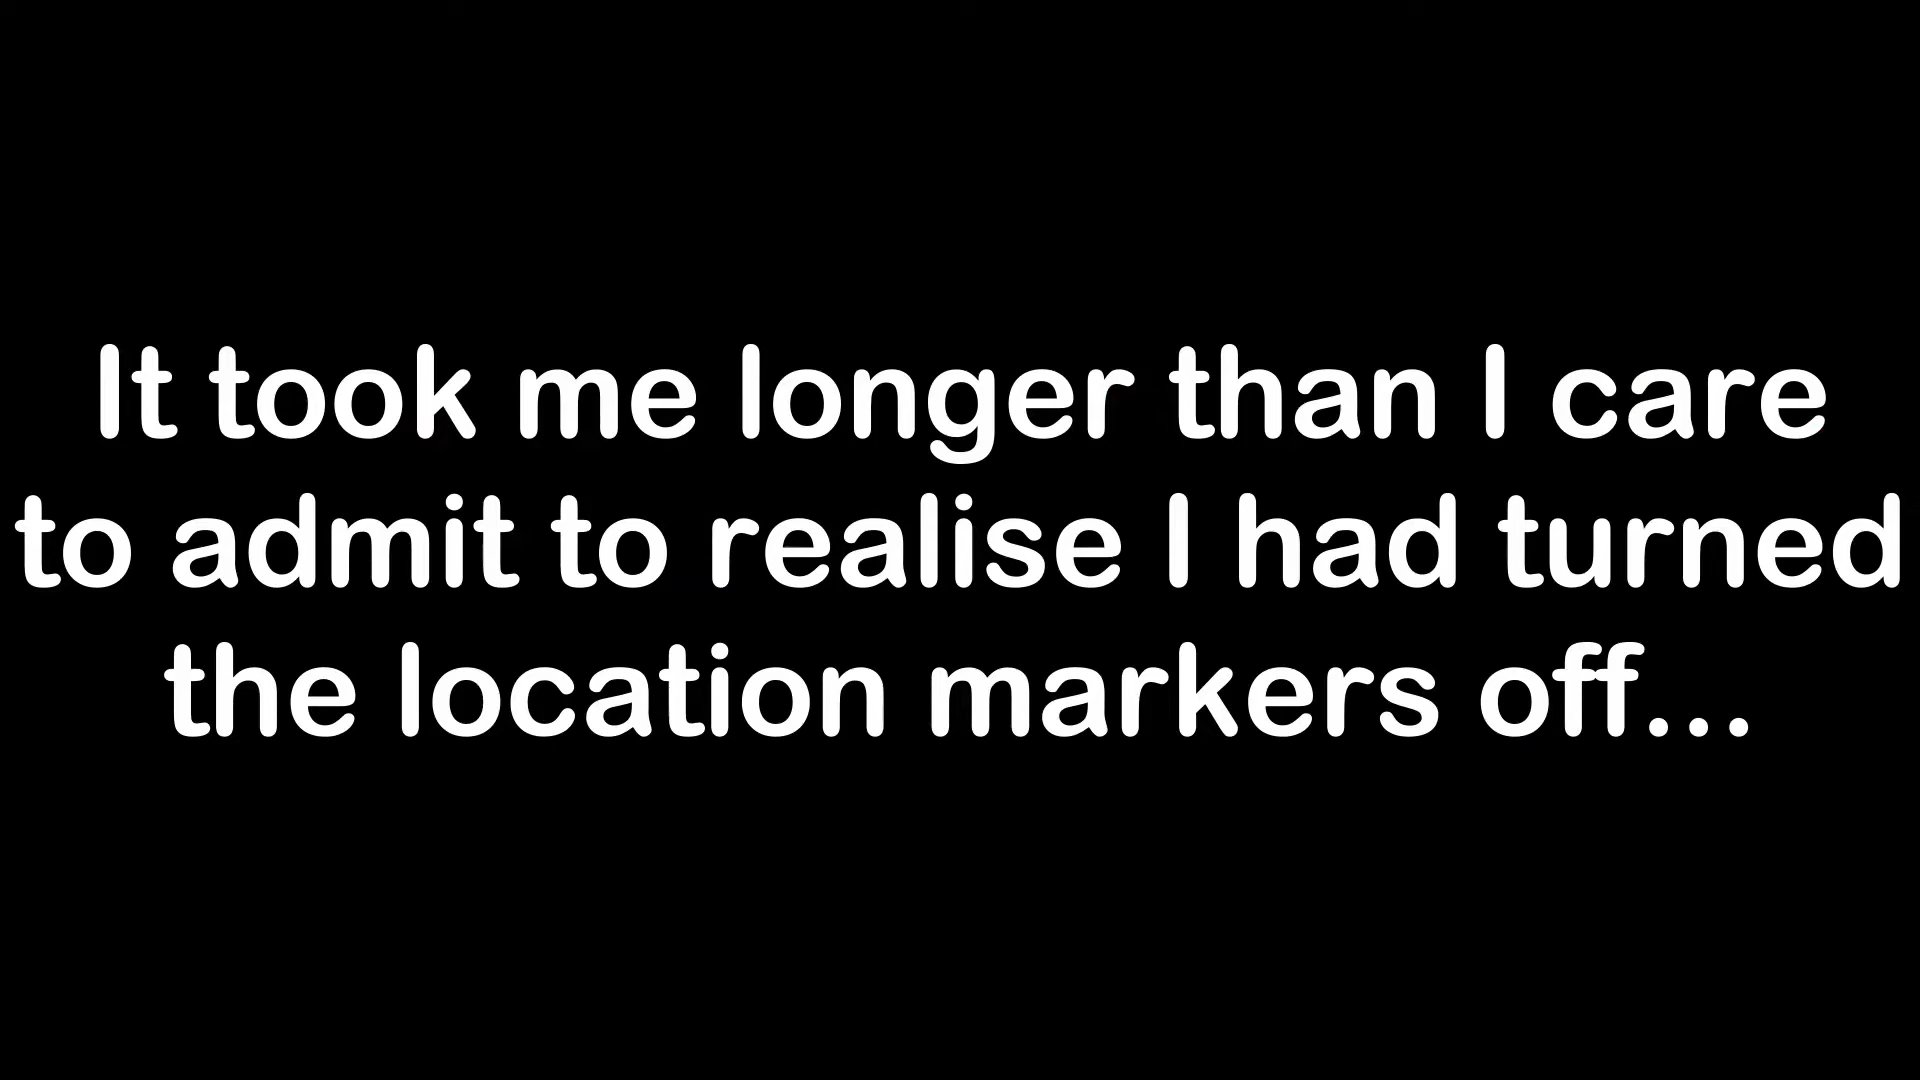 It took me longer than I care
to admit to realise I had turned
the location markers off...